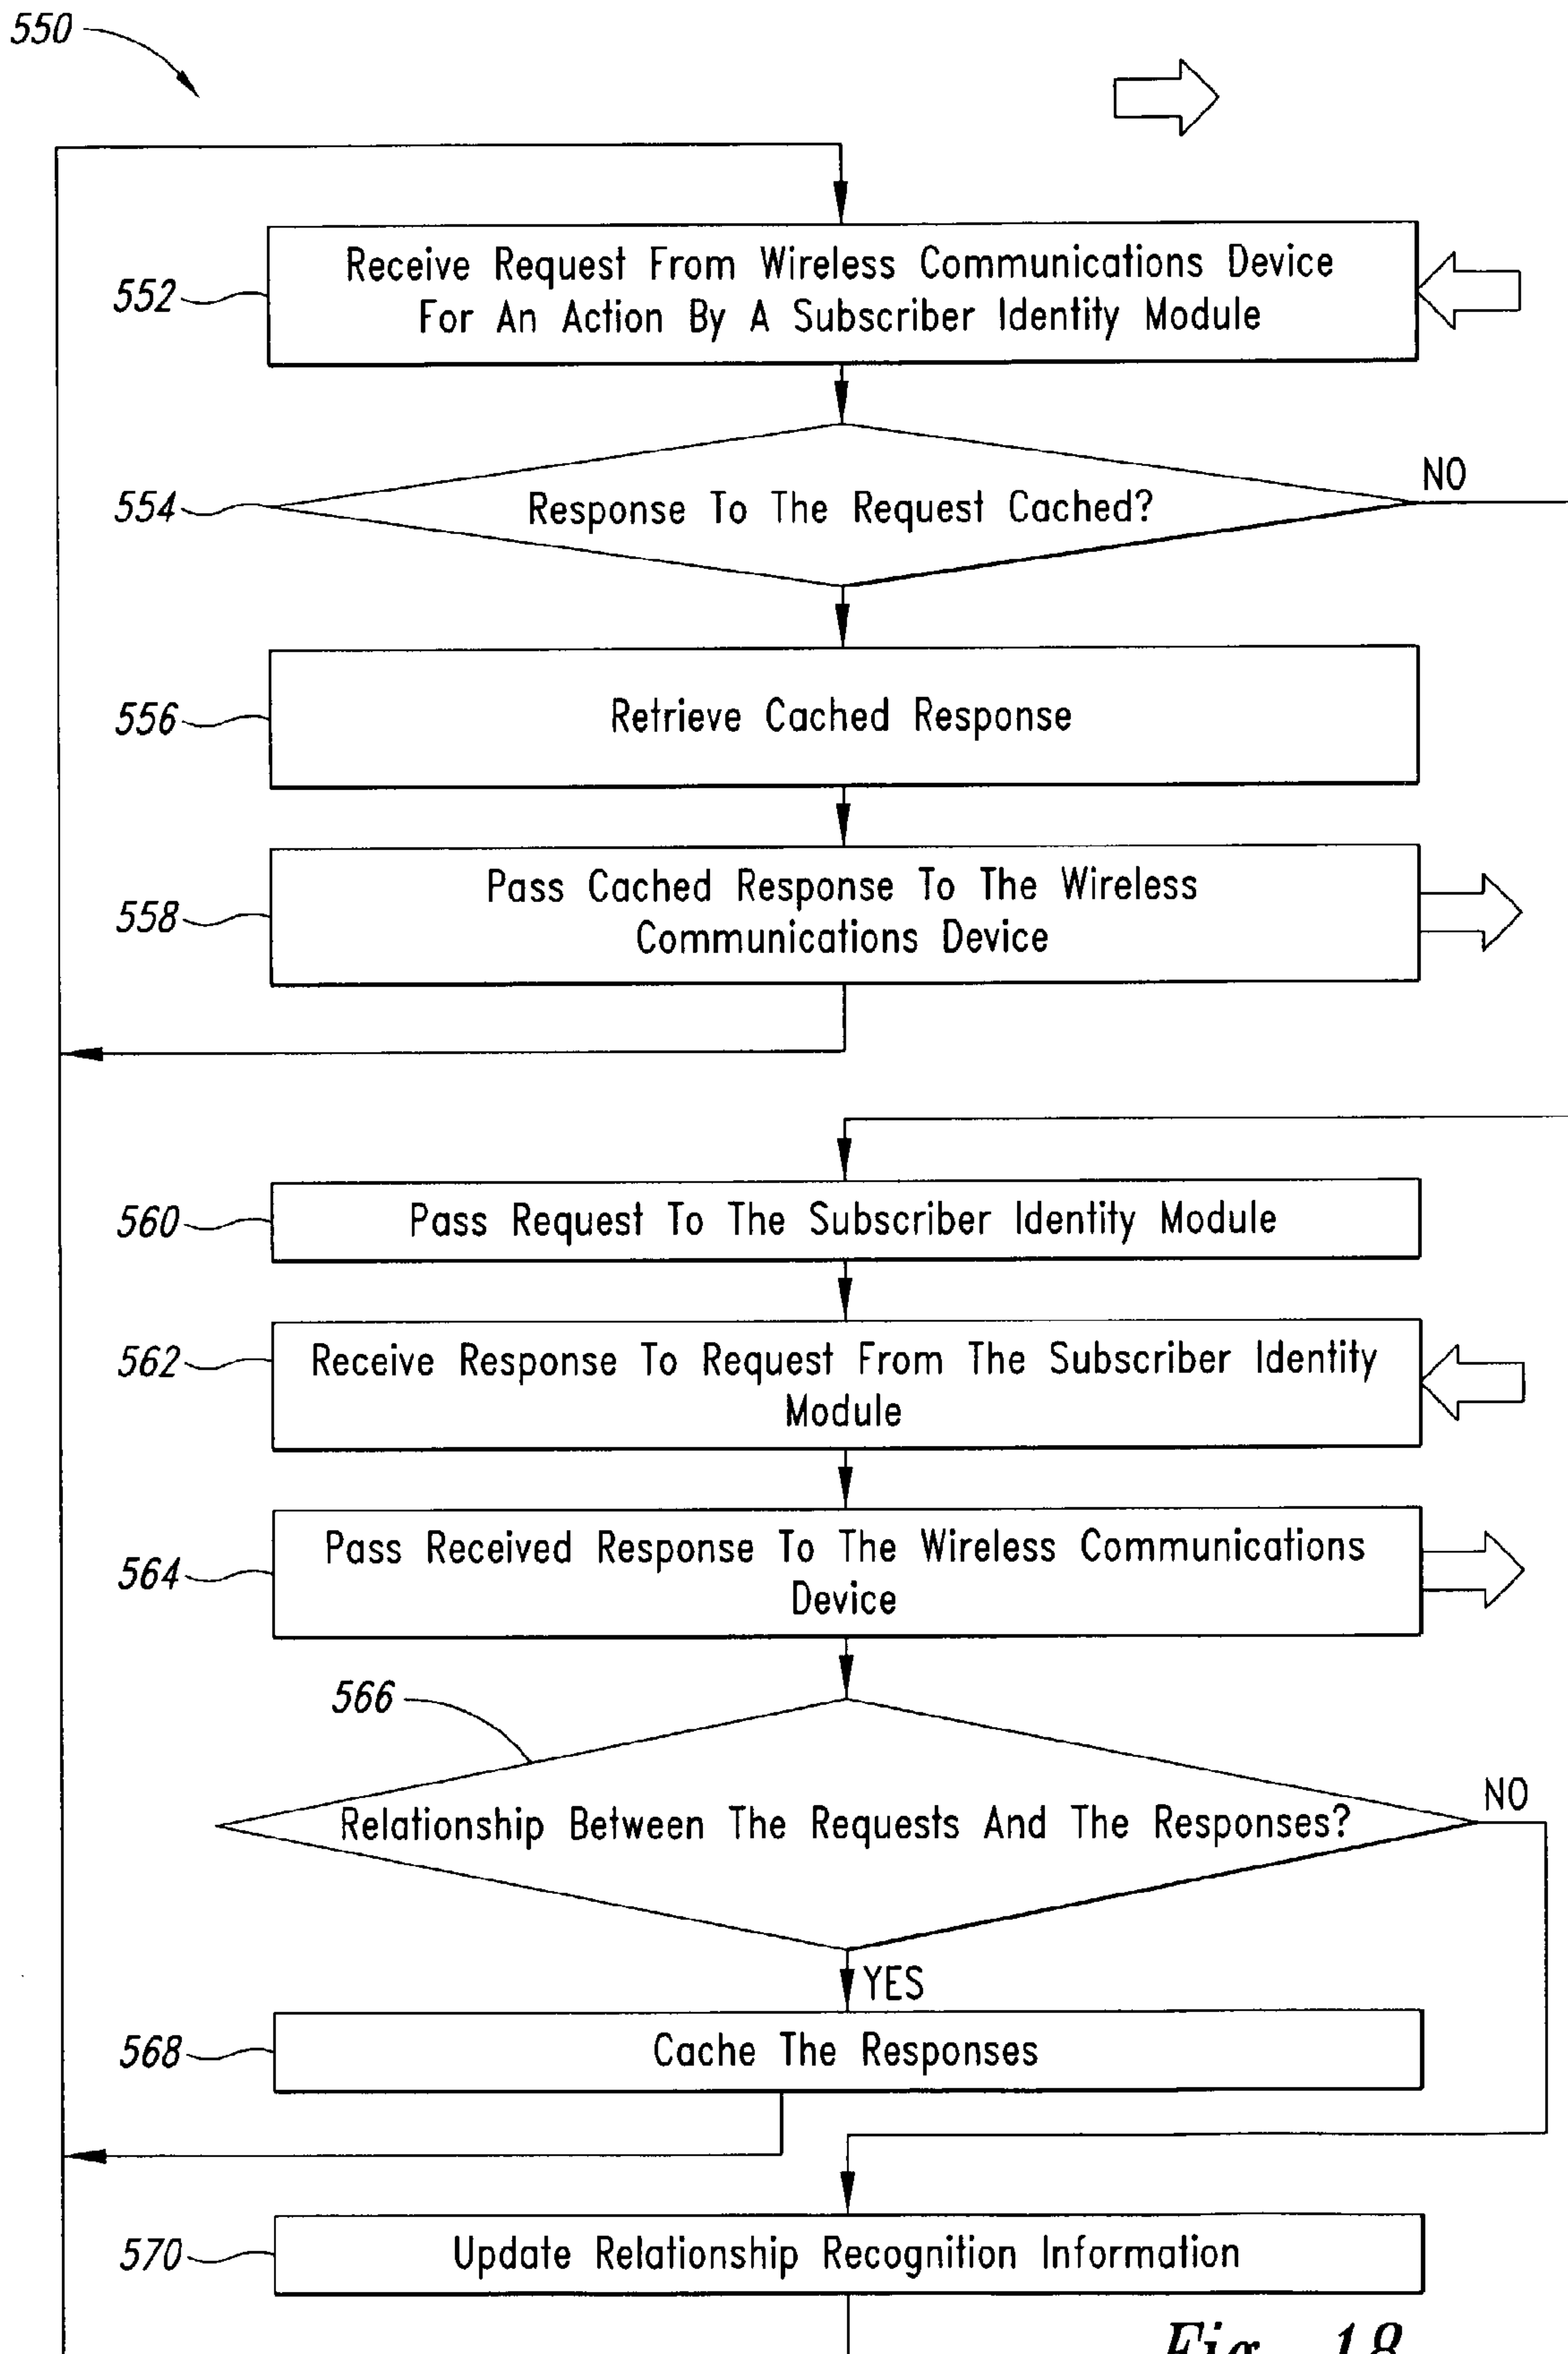 550
552
Receive Request From Wireless Communications Device
For An Action By A Subscriber Identity Module
554
Response To The Request Cached?
NO
556
Retrieve Cached Response
558
Pass Cached Response To The Wireless
Communications Device
560
Pass Request To The Subscriber Identity Module
562
Receive Response To Request From The Subscriber Identity
Module
564
Pass Received Response To The Wireless Communications
Device
566
Relationship Between The Requests And The Responses?
NO
YES
568
Cache The Responses
570
Update Relationship Recognition Information
Fig. 18